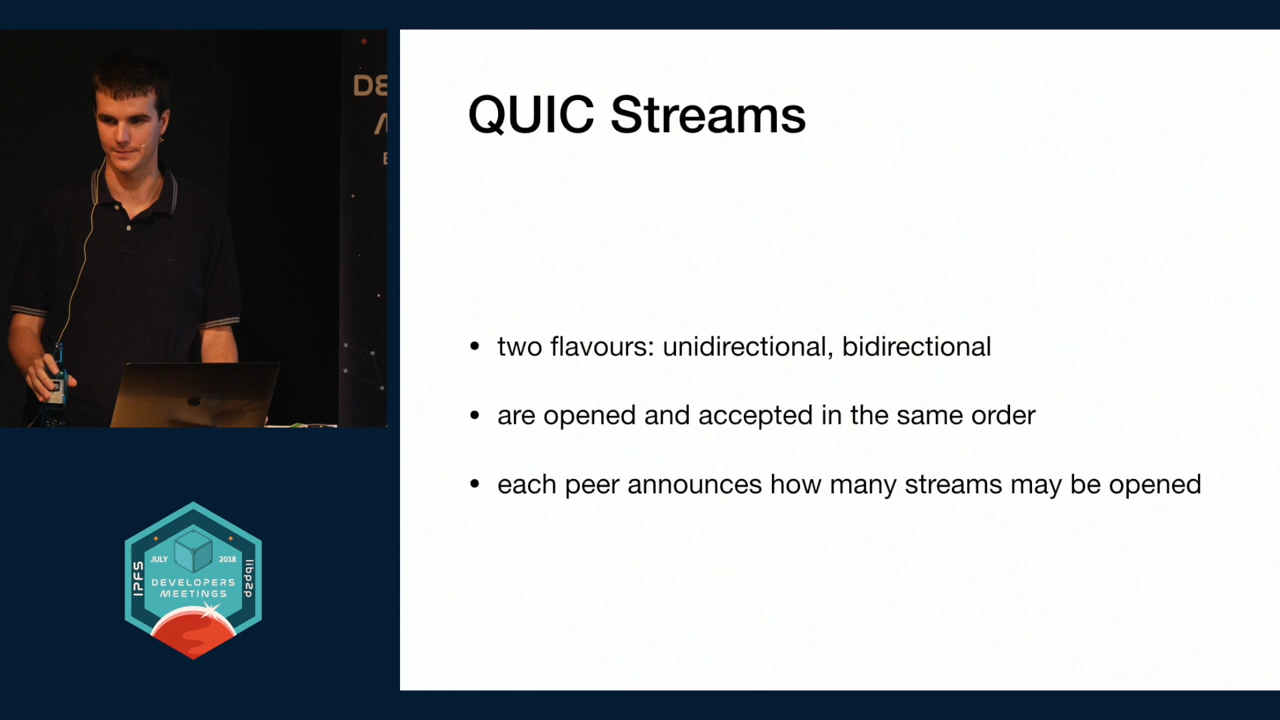 QUIC Streams
• two flavours: unidirectional, bidirectional
• are opened and accepted in the same order
• each peer announces how many streams may be opened
JULY 2018
IPFS
libp2p
DEVELOPERS
MEETINGS